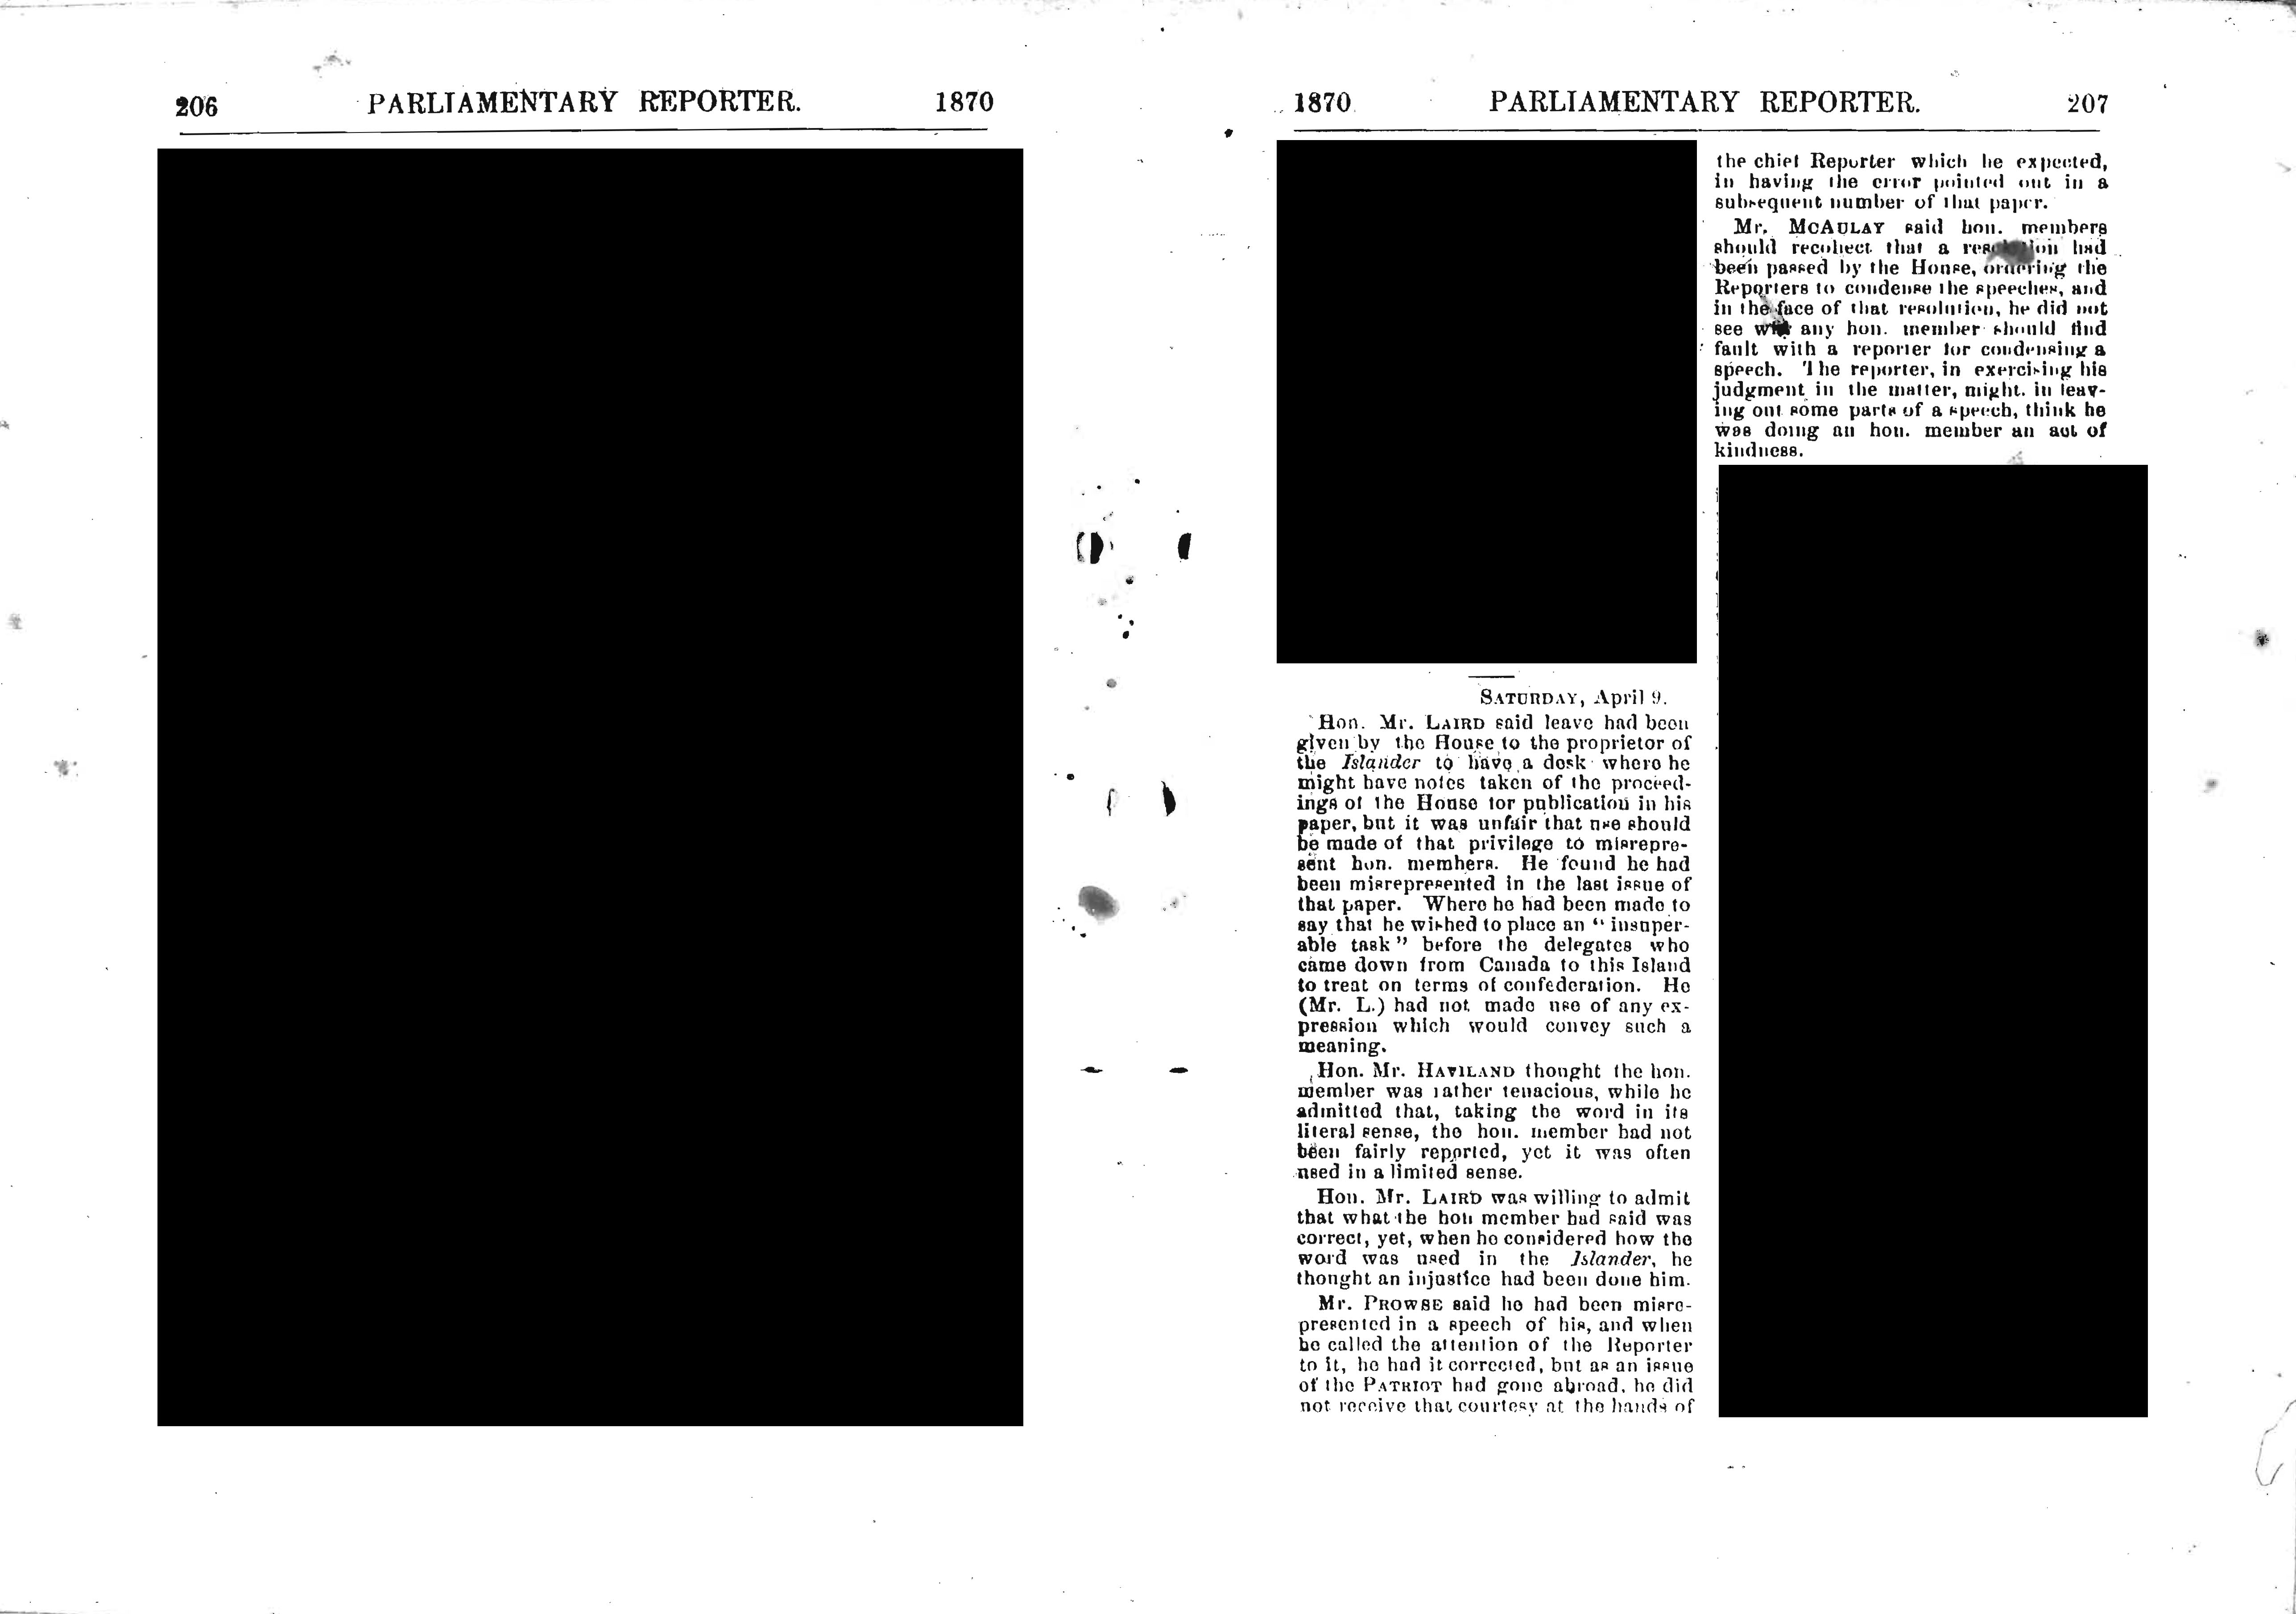 206 PARLIAMENTARY REPORTER. 1870
1870 PARLIAMENTARY REPORTER. 207
SATURDAY, April 9.
Hon. Mr. LAIRD said leave had been
given by the House to the proprietor of
the Islander to have a desk where he
might have notes taken of the proceed-
ings of the House for publication in his
paper, but it was unfair that use should
be made of that privilege to misrepre-
sent hon. members. He found he had
been misrepresented in the last issue of
that paper. Where he had been made to
say that he wished to place an “insuper-
able task” before the delegates who
came down from Canada to this Island
to treat on terms of confederation. He
(Mr. L.) had not made use of any ex-
pression which would convey such a
meaning.
Hon. Mr. HAVILAND thought the hon.
member was rather tenacious, while he
admitted that, taking the word in its
literal sense, the hon. member had not
been fairly reported, yet it was often
used in a limited sense.
Hon. Mr. LAIRD was willing to admit
that what the hon member had said was
correct, yet, when he considered how the
word was used in the Islander, he
thought an injustice had been done him.
Mr. PROWSE said he had been misre-
presented in a speech of his, and when
he called the attention of the Reporter
to it, he had it corrected, but as an issue
of the PATRIOT had gone abroad, he did
not receive that courtesy at the hands of
the chief Reporter which he expected,
in having the error pointed out in a
subsequent number of that paper.
Mr. MCAULAY said hon. members
should recollect that a resolution had
been passed by the House, ordering the
Reporters to condense the speeches, and
in the face of that resolution, he did not
see any hon. member should find
fault with a reporter for condensing a
speech. The reporter, in exercising his
judgment in the matter, might. in leav-
ing out some parts of a speech, think he
was doing an hon. member an act of
kindness.